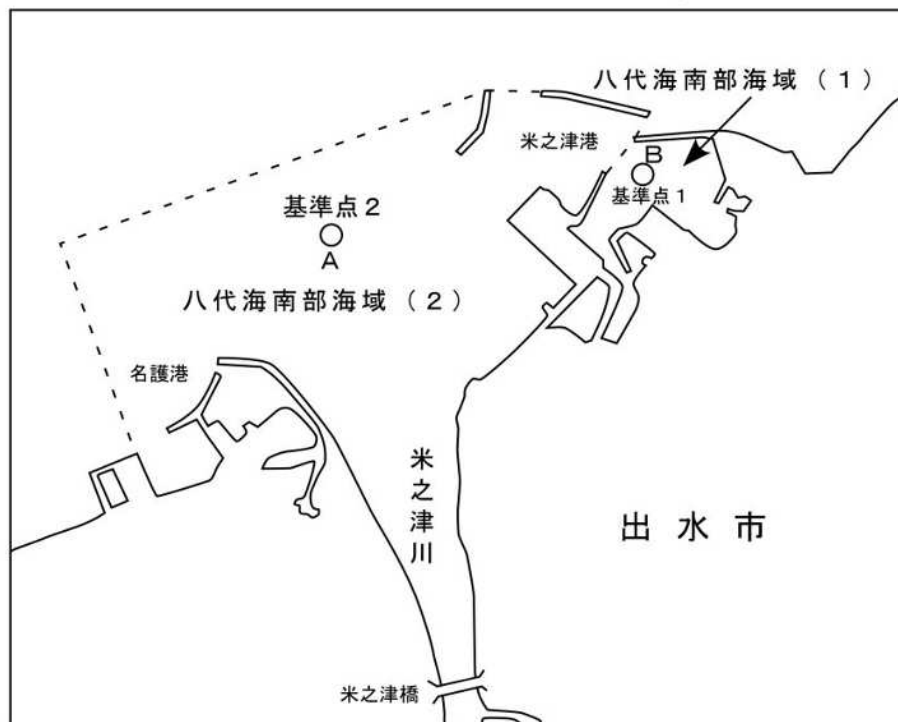 八代海南部海域(1)
米之津港
B
基準点1
基準点2
A
八代海南部海域(2)
名護港
米之津川
出水市
米之津橋